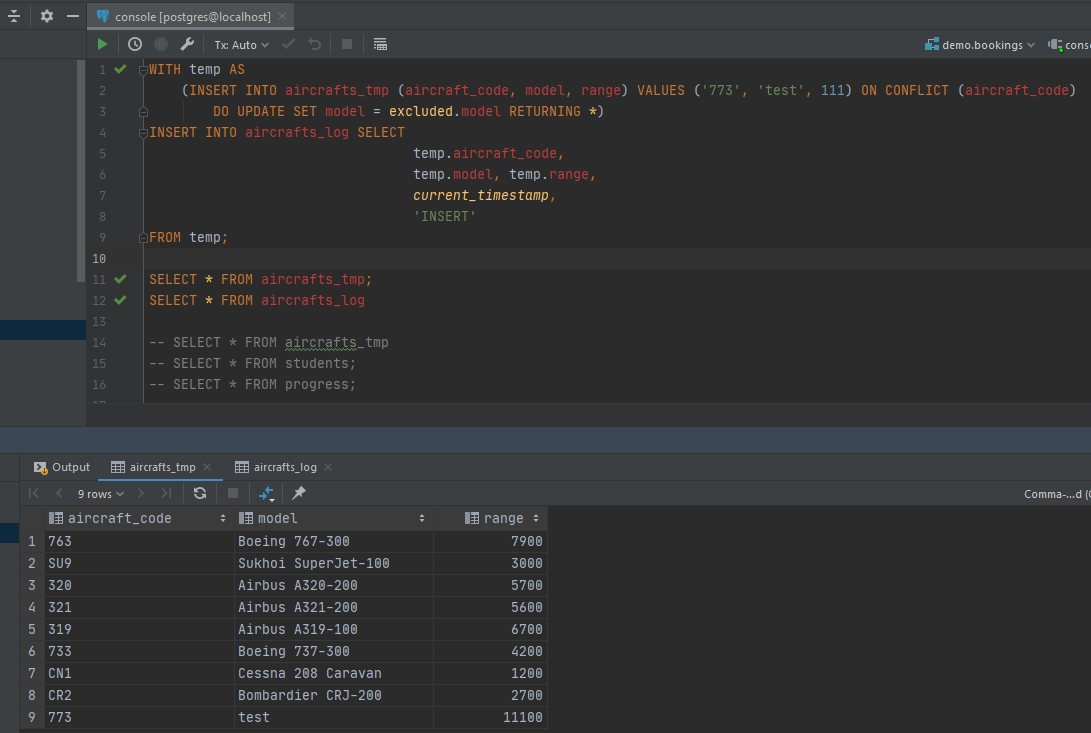 console [postgres@localhost]
Tx: Auto
demo.bookings
cons
1 WITH temp AS
2 (INSERT INTO aircrafts_tmp (aircraft_code, model, range) VALUES ('773', 'test', 111) ON CONFLICT (aircraft_code)
3 DO UPDATE SET model = excluded.model RETURNING *)
4 INSERT INTO aircrafts_log SELECT
5 temp.aircraft_code,
6 temp.model, temp.range,
7 current_timestamp,
8 'INSERT'
9 FROM temp;
10
11 SELECT * FROM aircrafts_tmp;
12 SELECT * FROM aircrafts_log
13
14 -- SELECT * FROM aircrafts_tmp
15 -- SELECT * FROM students;
16 -- SELECT * FROM progress;
Output aircrafts_tmp aircrafts_log
9 rows
Comma-...d (
aircraft_code model range
1 763 Boeing 767-300 7900
2 SU9 Sukhoi SuperJet-100 3000
3 320 Airbus A320-200 5700
4 321 Airbus A321-200 5600
5 319 Airbus A319-100 6700
6 733 Boeing 737-300 4200
7 CN1 Cessna 208 Caravan 1200
8 CR2 Bombardier CRJ-200 2700
9 773 test 11100